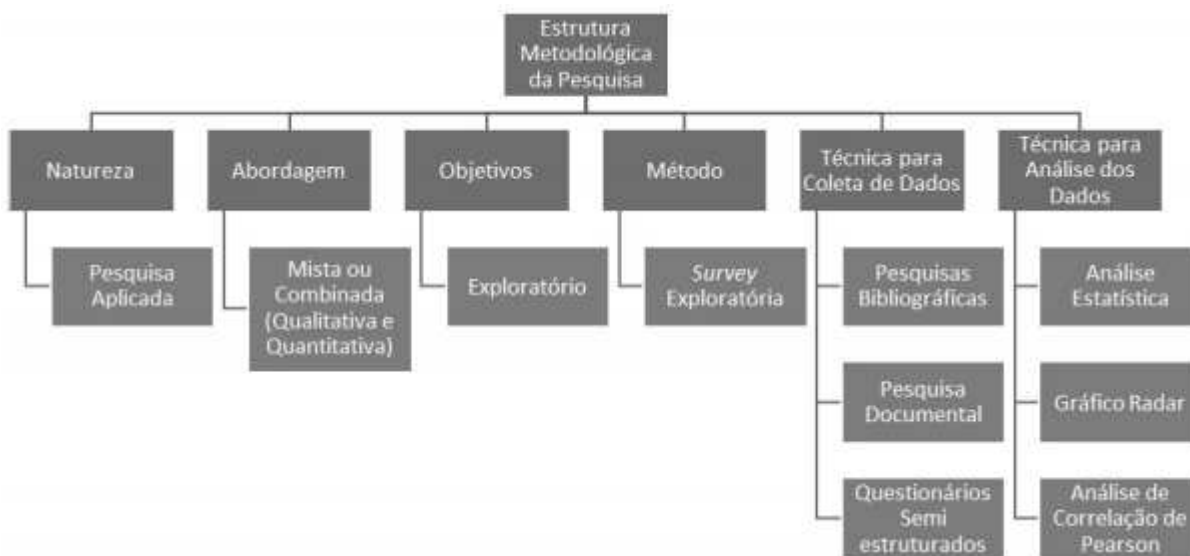 Estrutura
Metodológica
da Pesquisa
Natureza
Abordagem
Objetivos
Método
Técnica para
Coleta de Dados
Técnica para
Análise dos
Dados
Pesquisa
Aplicada
Mista ou
Combinada
(Qualitativa e
Quantitativa)
Exploratório
Survey
Exploratória
Pesquisas
Bibliográficas
Análise
Estatística
Pesquisa
Documental
Gráfico Radar
Questionários
Semi
estruturados
Análise de
Correlação de
Pearson